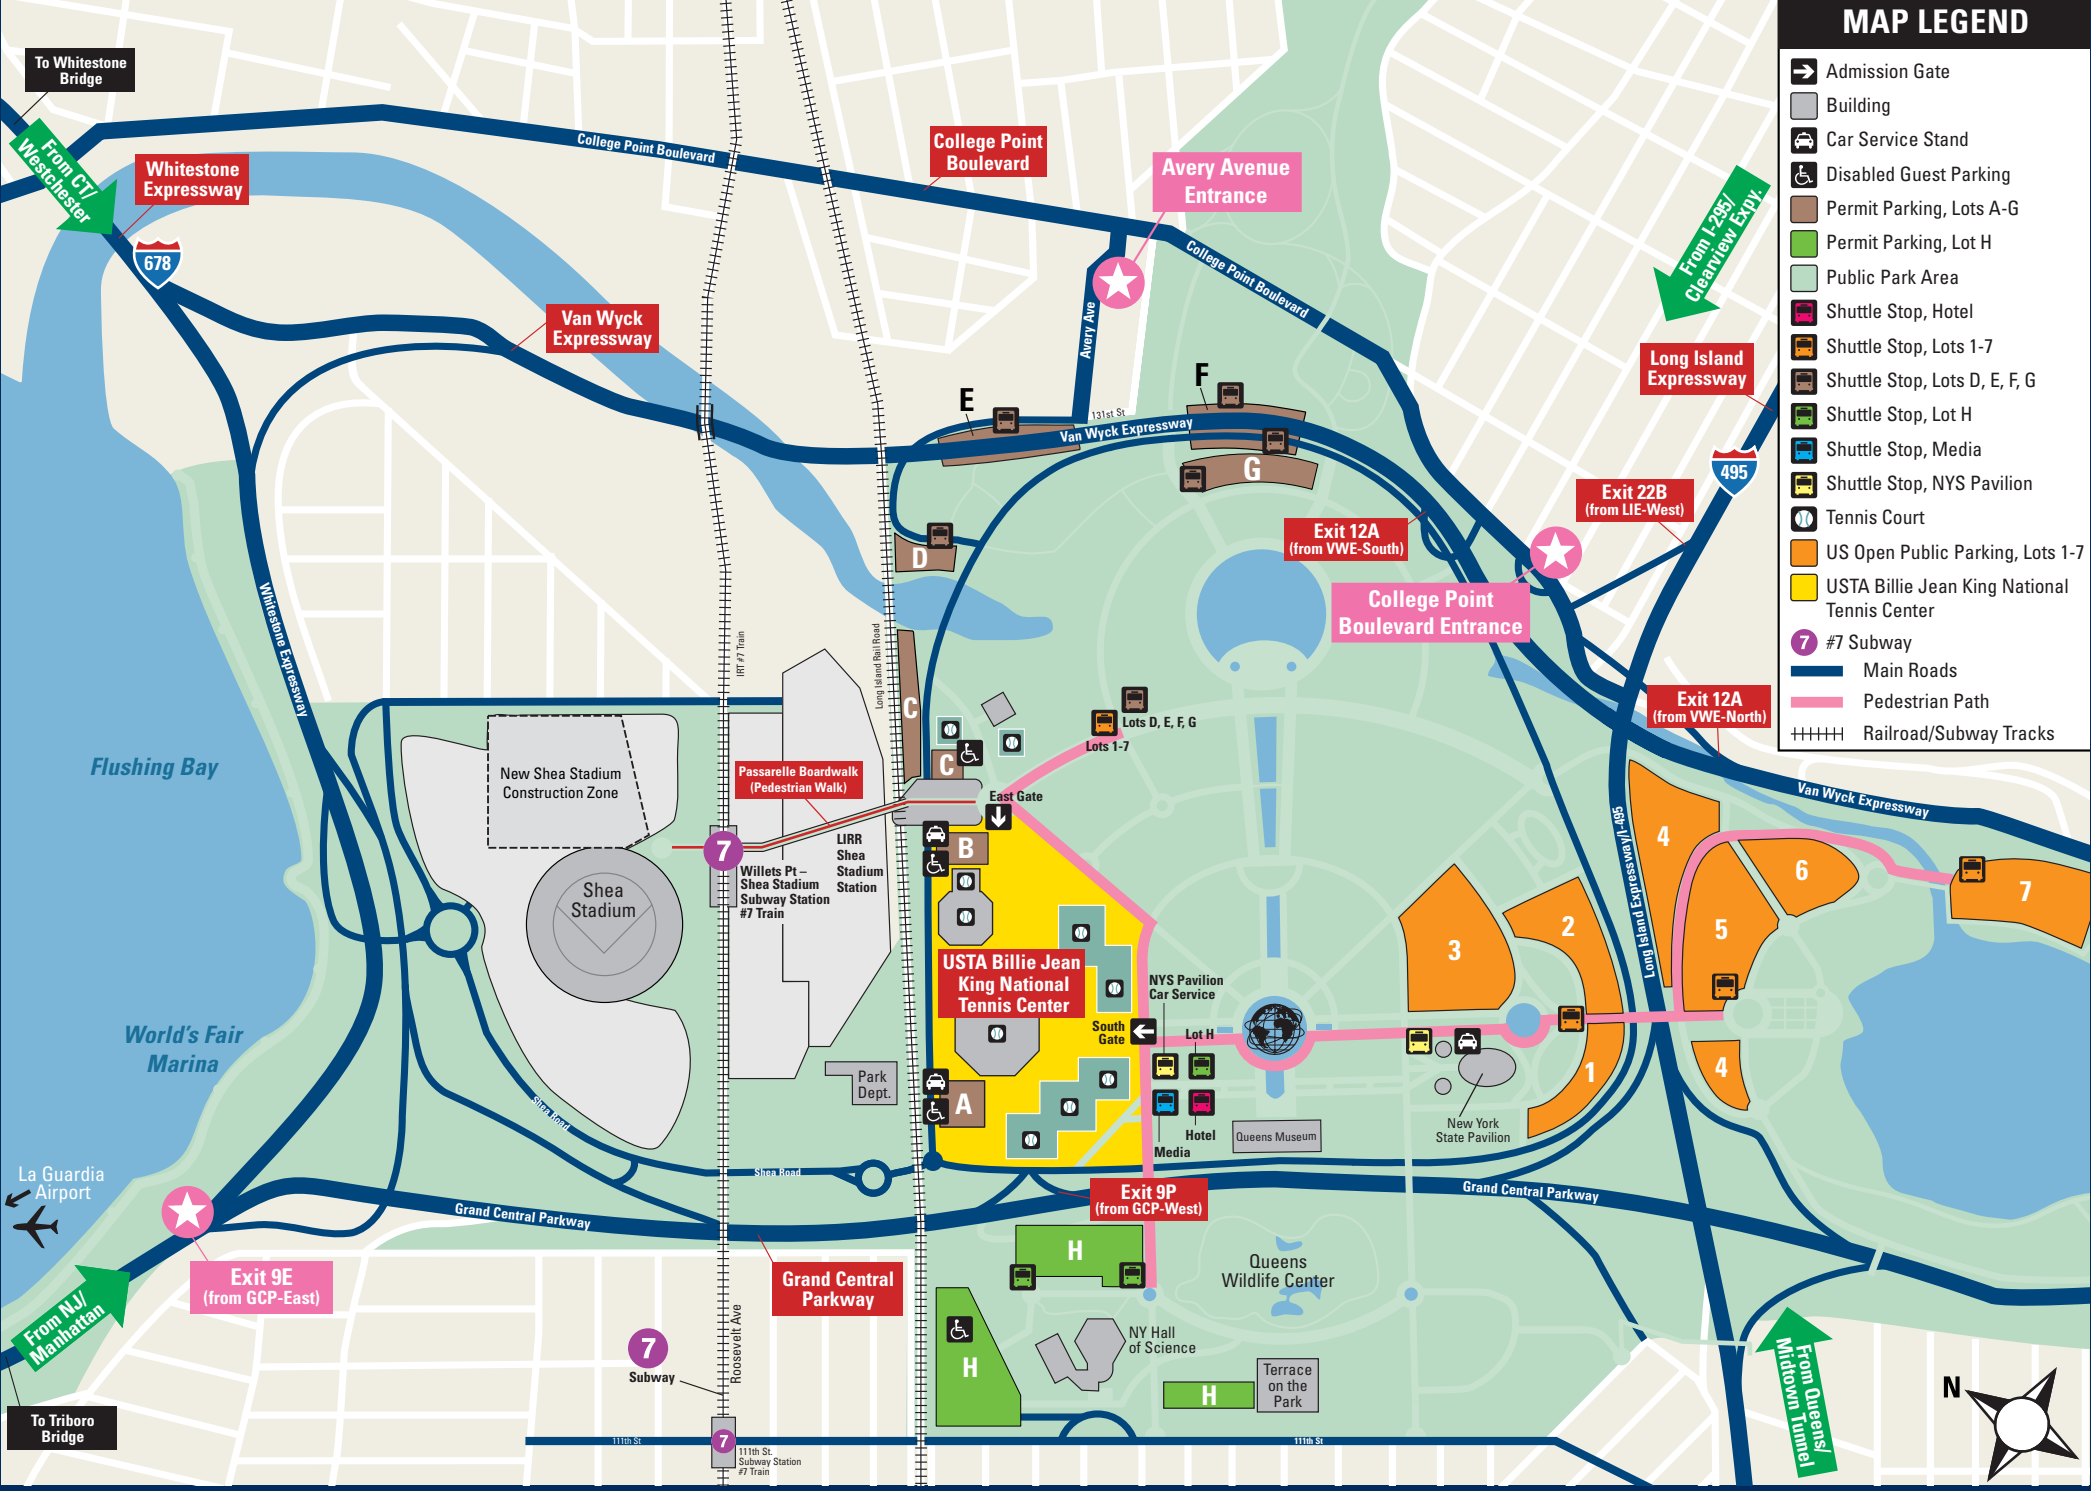 To Whitestone
Bridge
From CT/
Westchester
Whitestone
Expressway
678
College Point Boulevard
College Point
Boulevard
Avery Avenue
Entrance
Van Wyck
Expressway
College Point Boulevard
Avery Ave
From I-295/
Clearview Expy.
Long Island
Expressway
495
Exit 22B
(from LIE-West)
E
F
131st St
Van Wyck Expressway
G
D
Exit 12A
(from VWE-South)
College Point
Boulevard Entrance
Exit 12A
(from VWE-North)
Van Wyck Expressway
Whitestone Expressway
IRT #7 Train
Long Island Rail Road
C
C
Lots D, E, F, G
Lots 1-7
Flushing Bay
New Shea Stadium
Construction Zone
Passarelle Boardwalk
(Pedestrian Walk)
East Gate
LIRR
Shea
Stadium
Station
7
Willets Pt –
Shea Stadium
Subway Station
#7 Train
Shea
Stadium
B
USTA Billie Jean
King National
Tennis Center
NYS Pavilion
Car Service
South
Gate
Lot H
Media
Hotel
A
Park
Dept.
World's Fair
Marina
Shea Road
Shea Road
Queens Museum
New York
State Pavilion
Long Island Expressway/I-495
4
6
7
5
3
2
1
4
La Guardia
Airport
Grand Central Parkway
Exit 9P
(from GCP-West)
Grand Central Parkway
Exit 9E
(from GCP-East)
Grand Central
Parkway
From NJ/
Manhattan
To Triboro
Bridge
7
Subway
Roosevelt Ave
H
H
H
Queens
Wildlife Center
NY Hall
of Science
Terrace
on the
Park
111th St
7
111th St.
Subway Station
#7 Train
111th St
From Queens/
Midtown Tunnel
N
MAP LEGEND
Admission Gate
Building
Car Service Stand
Disabled Guest Parking
Permit Parking, Lots A-G
Permit Parking, Lot H
Public Park Area
Shuttle Stop, Hotel
Shuttle Stop, Lots 1-7
Shuttle Stop, Lots D, E, F, G
Shuttle Stop, Lot H
Shuttle Stop, Media
Shuttle Stop, NYS Pavilion
Tennis Court
US Open Public Parking, Lots 1-7
USTA Billie Jean King National
Tennis Center
7 #7 Subway
Main Roads
Pedestrian Path
Railroad/Subway Tracks